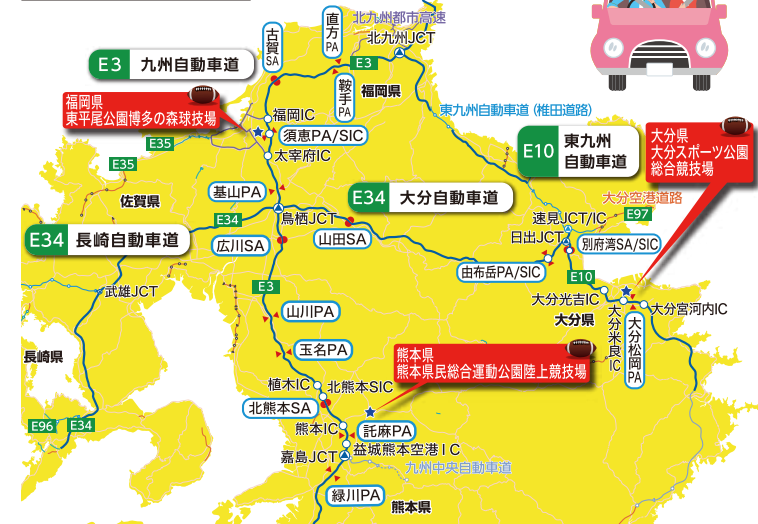 北九州都市高速
直方PA
古賀SA
北九州JCT
E3 九州自動車道
E3
鞍手PA
福岡県
福岡県
東平尾公園博多の森球技場
福岡IC
東九州自動車道(椎田道路)
須恵PA/SIC
E10 東九州
自動車道
大分県
大分スポーツ公園
総合競技場
E35
太宰府IC
E35
基山PA
佐賀県
E34 大分自動車道
大分空港道路
E34
鳥栖JCT
速見JCT/IC
E97
E34 長崎自動車道
広川SA
山田SA
日出JCT
別府湾SA/SIC
由布岳PA/SIC
E10
武雄JCT
E3
大分光吉IC
大分宮河内IC
山川PA
大分県
大分米良IC
大分松岡PA
長崎県
玉名PA
熊本県
熊本県民総合運動公園陸上競技場
植木IC
北熊本SIC
北熊本SA
E96
E34
熊本IC
託麻PA
益城熊本空港IC
嘉島JCT
九州中央自動車道
緑川PA
熊本県